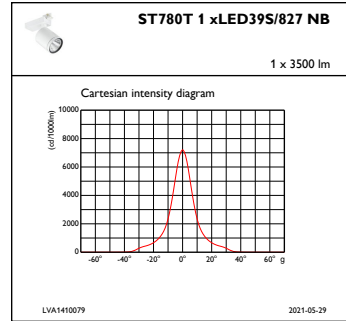 ST780T 1 xLED39S/827 NB
1 x 3500 lm
Cartesian intensity diagram
(cd/1000lm)
10000
8000
6000
4000
2000
0
-60° -40° -20° 0° 20° 40° 60° g
LVA1410079 2021-05-29